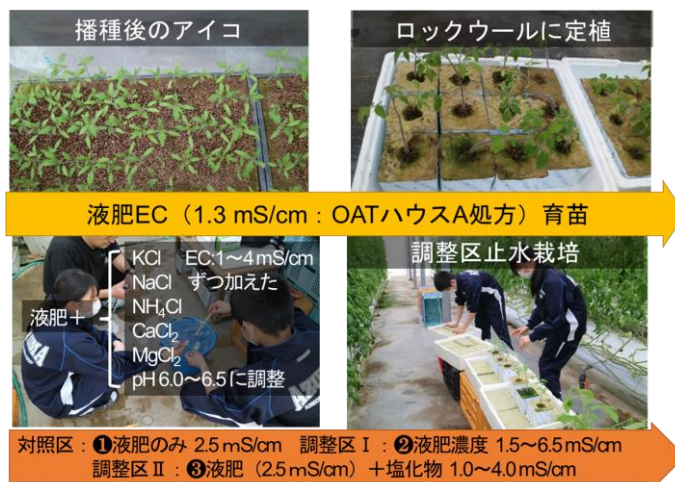 播種後のアイコ
ロックウールに定植
液肥EC（1.3 mS/cm：OATハウスA処方）育苗
液肥＋
KCl EC:1～4 mS/cm
NaCl ずつ加えた
NH₄Cl
CaCl₂
MgCl₂
pH 6.0～6.5に調整
調整区止水栽培
対照区：❶液肥のみ 2.5 mS/cm 調整区Ⅰ：❷液肥濃度 1.5～6.5 mS/cm
調整区Ⅱ：❸液肥（2.5 mS/cm）＋塩化物 1.0～4.0 mS/cm